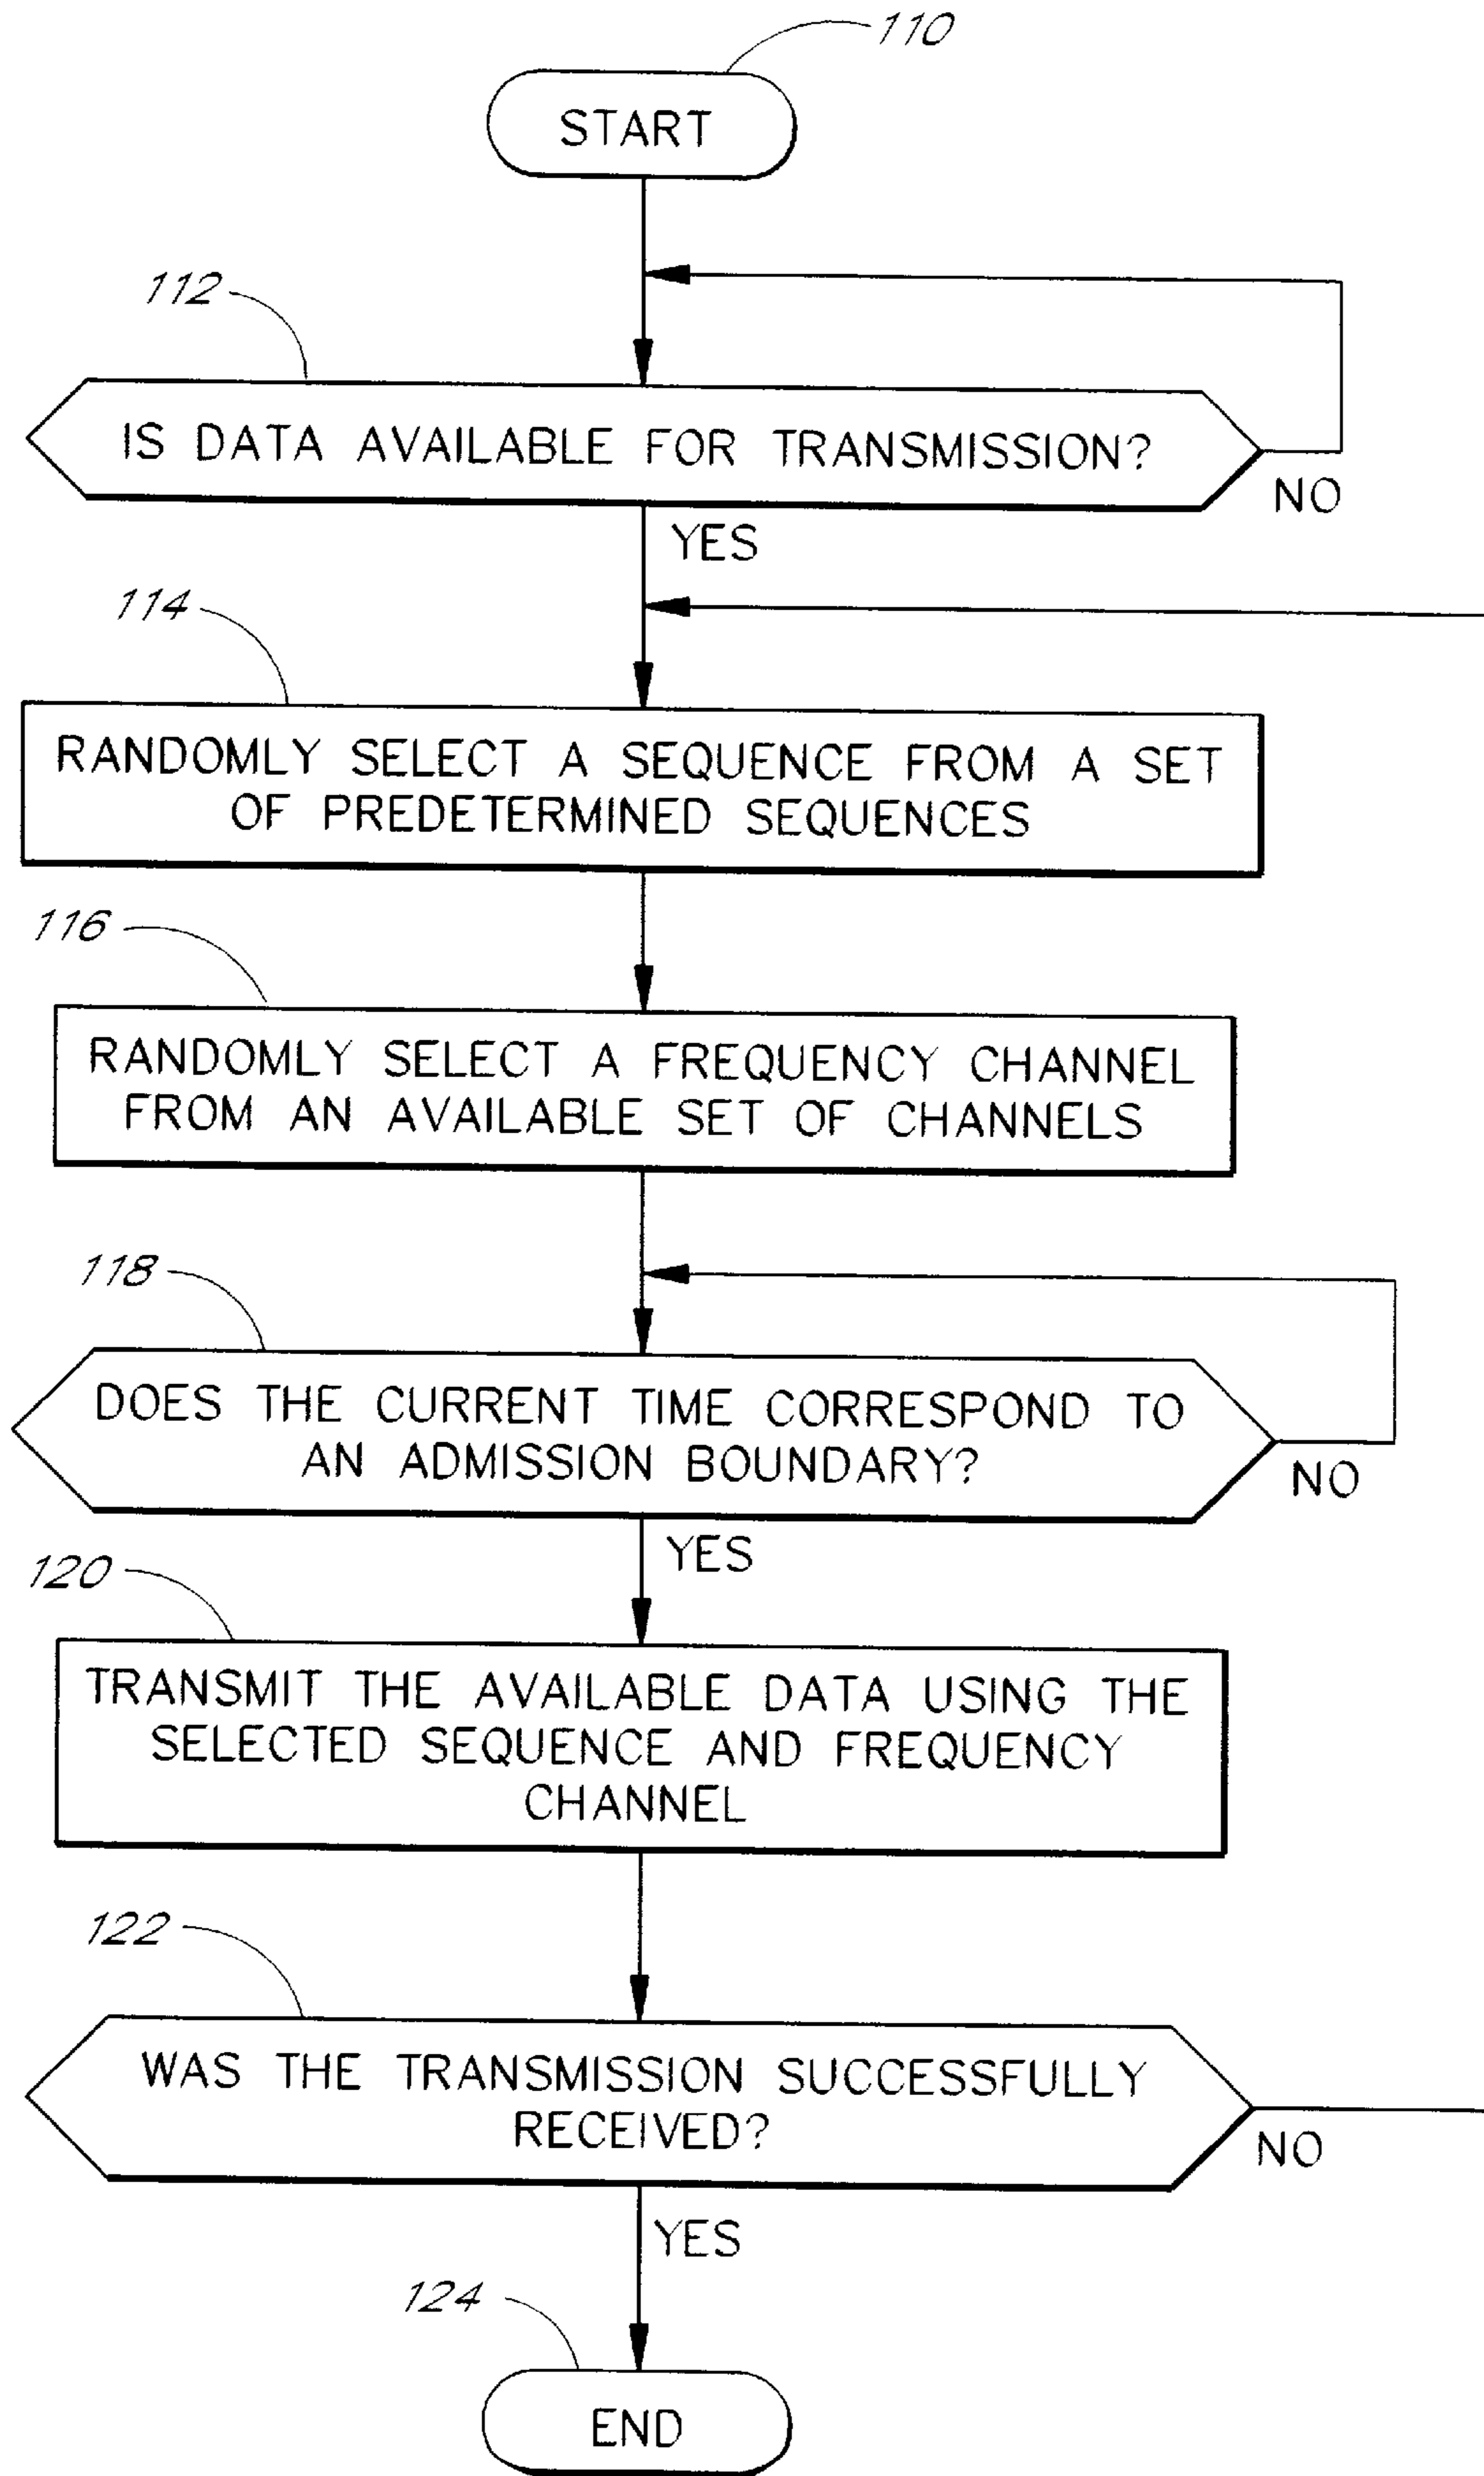 110
START
112
IS DATA AVAILABLE FOR TRANSMISSION?
NO
YES
114
RANDOMLY SELECT A SEQUENCE FROM A SET
OF PREDETERMINED SEQUENCES
116
RANDOMLY SELECT A FREQUENCY CHANNEL
FROM AN AVAILABLE SET OF CHANNELS
118
DOES THE CURRENT TIME CORRESPOND TO
AN ADMISSION BOUNDARY?
NO
YES
120
TRANSMIT THE AVAILABLE DATA USING THE
SELECTED SEQUENCE AND FREQUENCY
CHANNEL
122
WAS THE TRANSMISSION SUCCESSFULLY
RECEIVED?
NO
YES
124
END